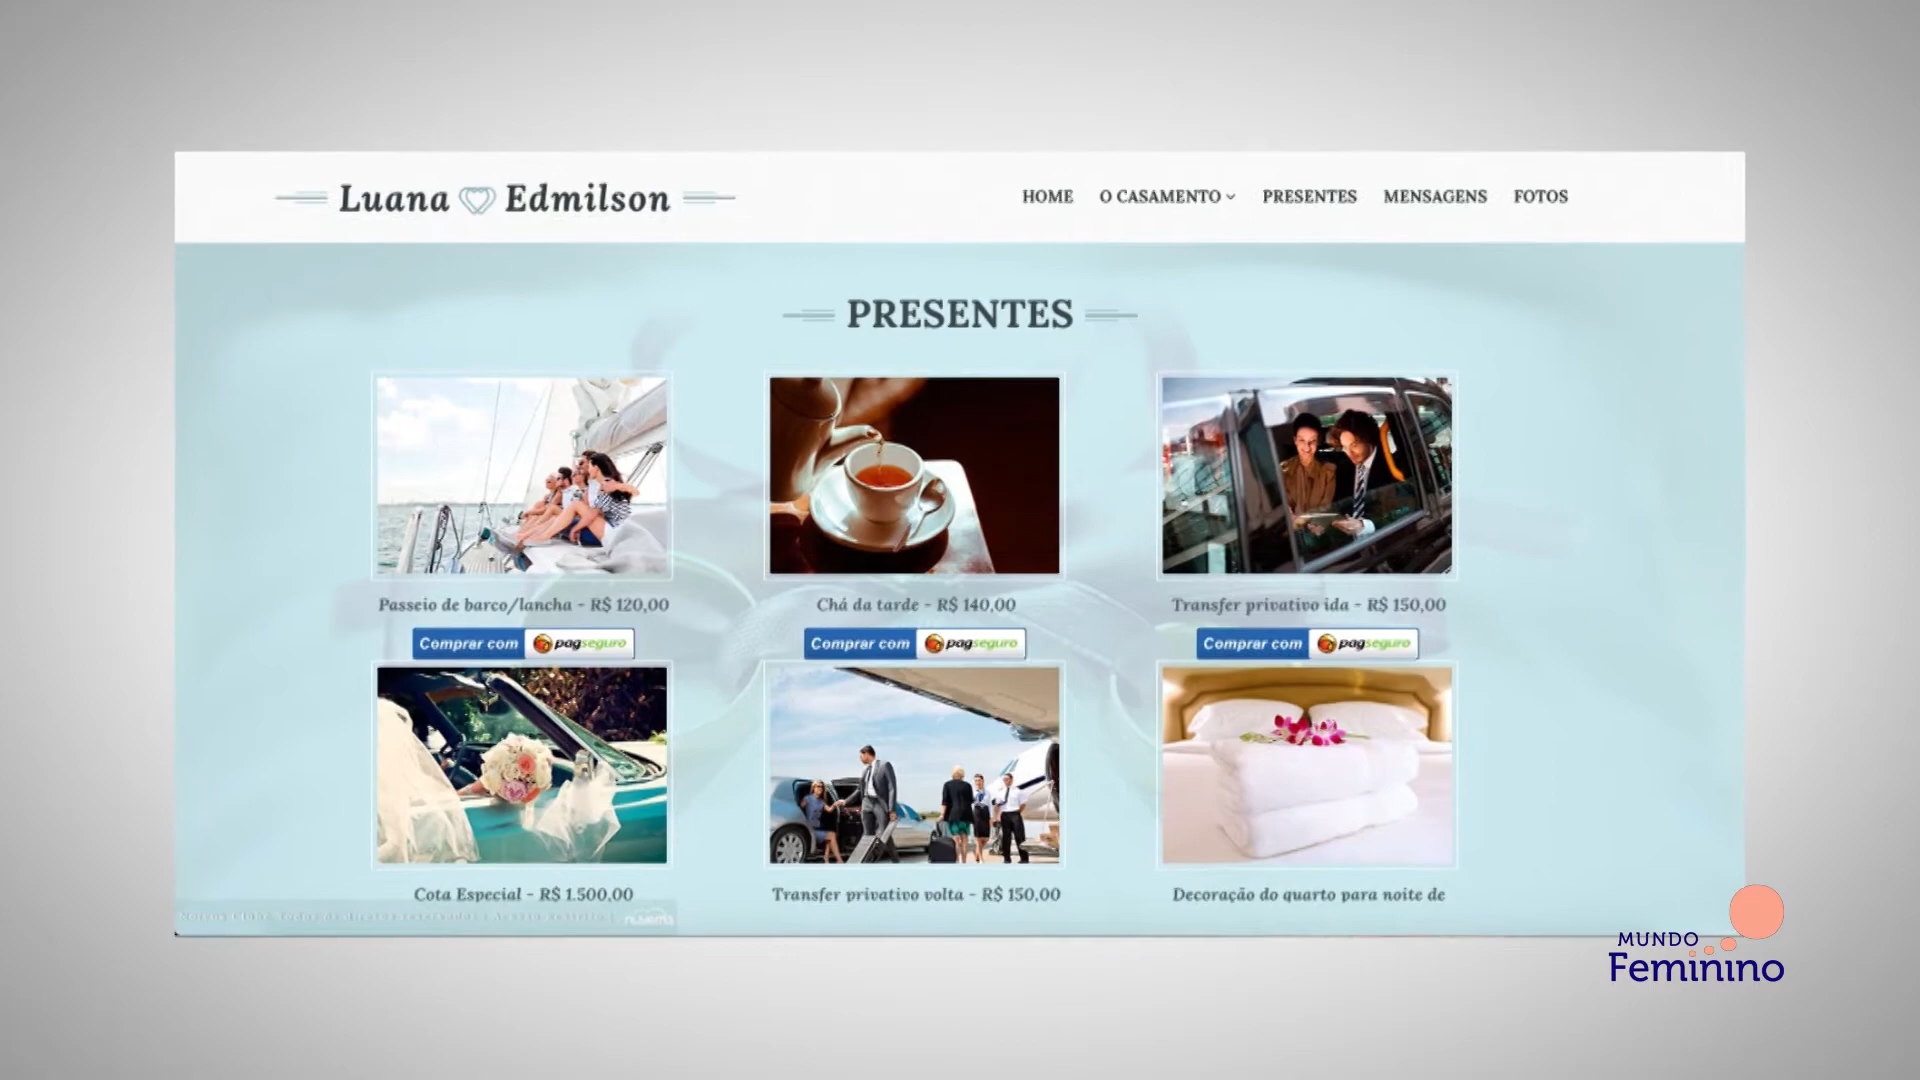 Luana Edmilson
HOME O CASAMENTO PRESENTES MENSAGENS FOTOS
PRESENTES
Passeio de barco/lancha - R$ 120,00
Chá da tarde - R$ 140,00
Transfer privativo ida - R$ 150,00
Comprar com pagseguro
Comprar com pagseguro
Comprar com pagseguro
Cota Especial - R$ 1.500,00
Transfer privativo volta - R$ 150,00
Decoração do quarto para noite de
MUNDO
Feminino